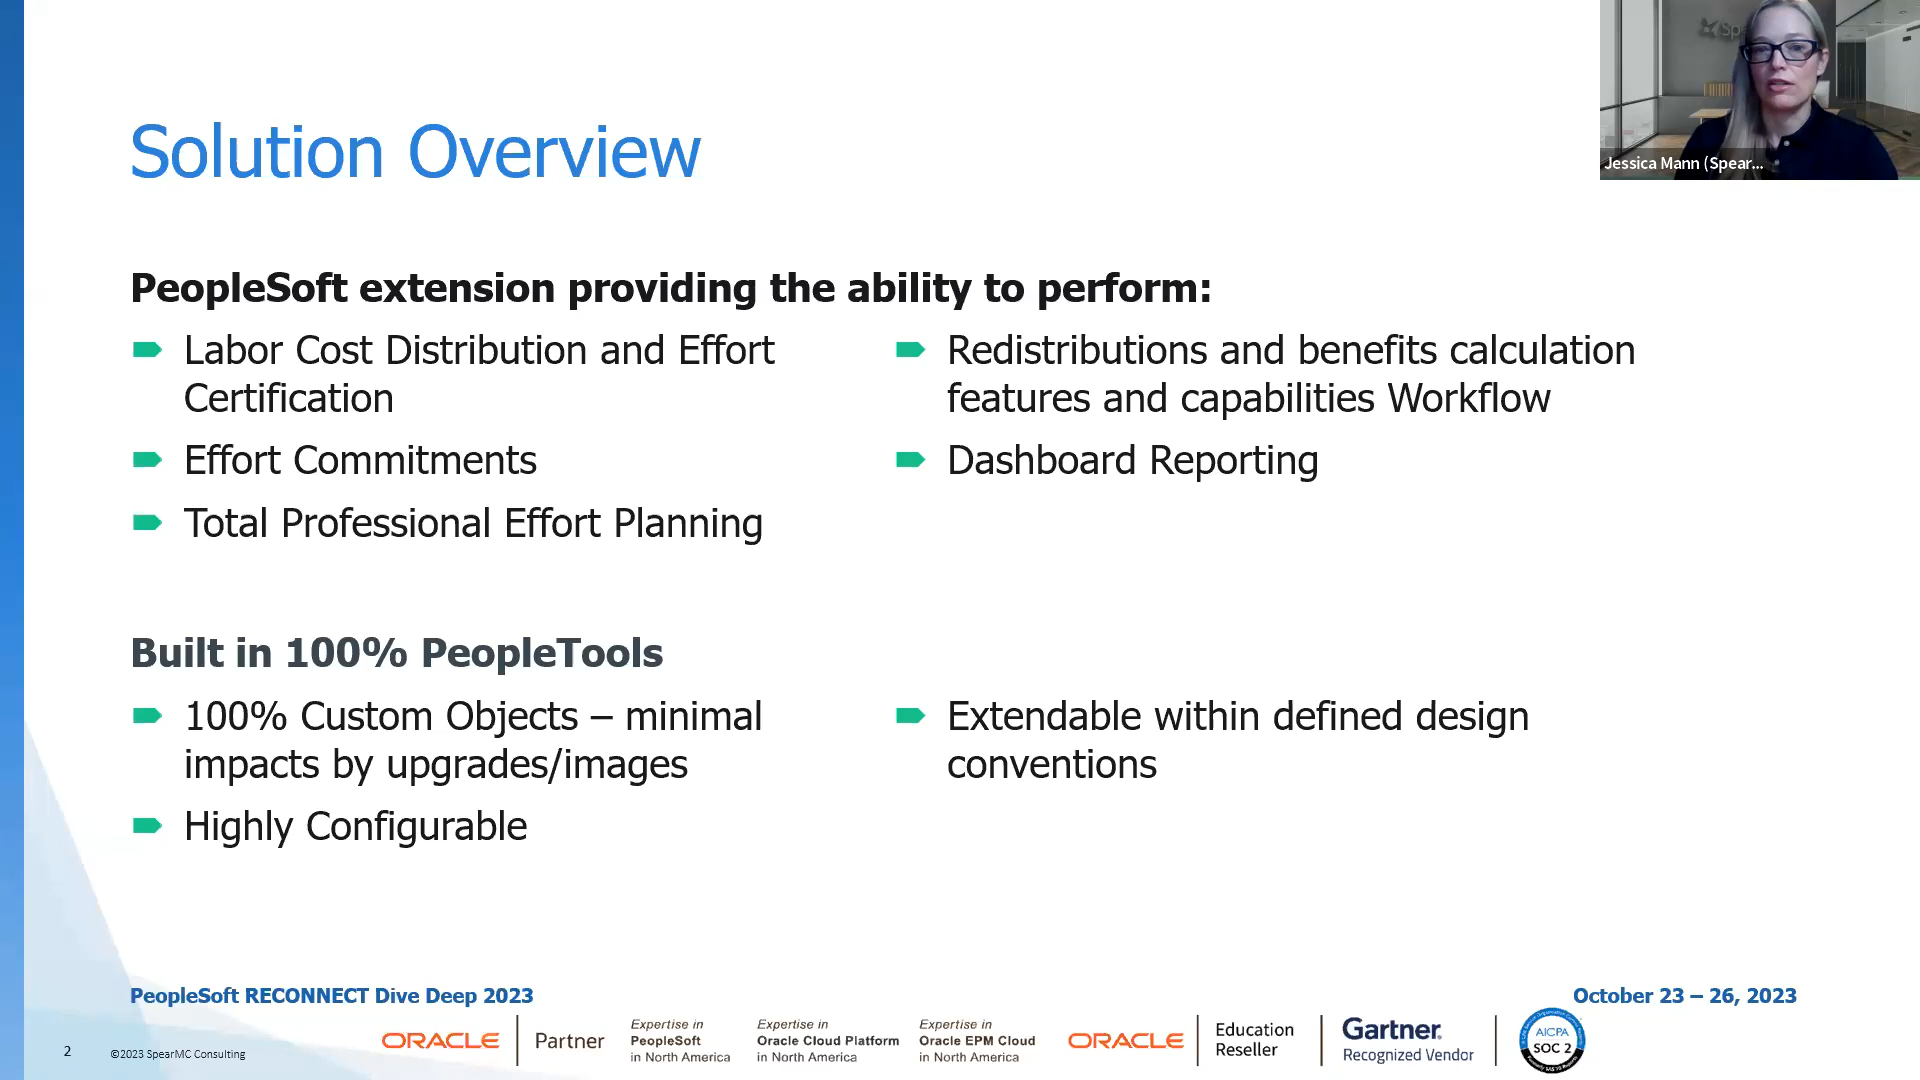 Solution Overview
PeopleSoft extension providing the ability to perform:
Labor Cost Distribution and Effort
Certification
Effort Commitments
Total Professional Effort Planning
Redistributions and benefits calculation
features and capabilities Workflow
Dashboard Reporting
Built in 100% PeopleTools
100% Custom Objects – minimal
impacts by upgrades/images
Highly Configurable
Extendable within defined design
conventions
Jessica Mann (Spear...
PeopleSoft RECONNECT Dive Deep 2023
October 23 – 26, 2023
2
©2023 SpearMC Consulting
ORACLE
Partner
Expertise in
PeopleSoft
in North America
Expertise in
Oracle Cloud Platform
in North America
Expertise in
Oracle EPM Cloud
in North America
ORACLE
Education
Reseller
Gartner
Recognized Vendor
AICPA
SOC 2